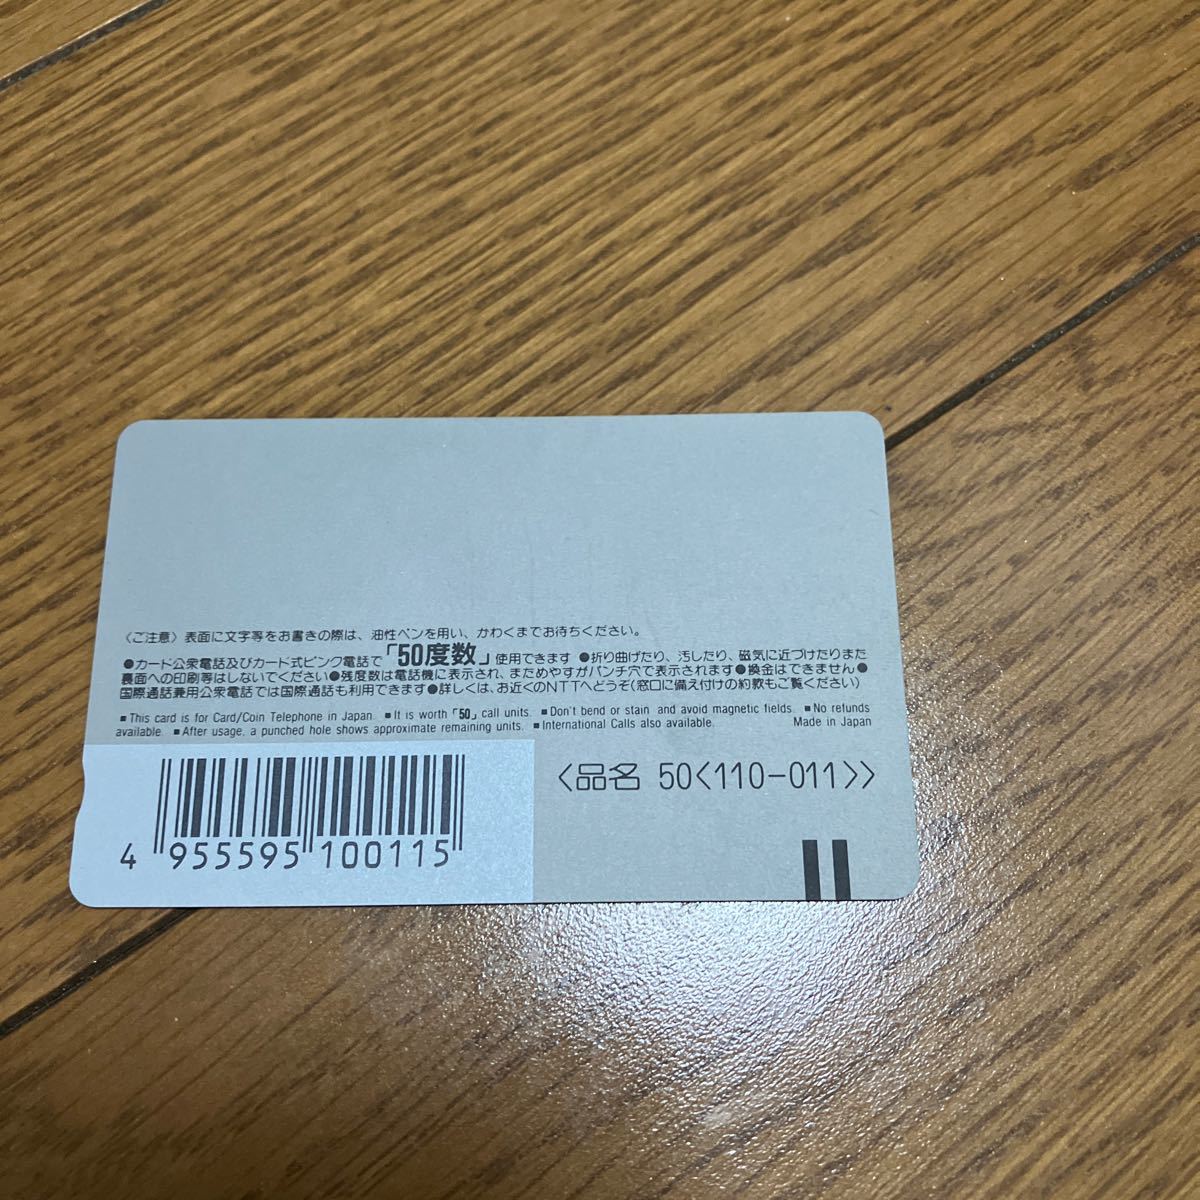 〈ご注意〉表面に文字等をお書きの際は、油性ペンを用い、かわくまでお待ちください。
●カード公衆電話及びカード式ピンク電話で「50度数」使用できます ●折り曲げたり、汚したり、磁気に近づけたりまた
裏面への印刷等はしないでください●残度数は電話機に表示され、まためやすがパンチ穴で表示されます●換金はできません●
国際通話兼用公衆電話では国際通話も利用できます●詳しくは、お近くのNTTへどうぞ(窓口に備え付けの約款もご覧ください)
■ This card is for Card/Coin Telephone in Japan. ■ It is worth「50」call units. ■ Don't bend or stain and avoid magnetic fields. ■ No refunds
available. ■ After usage, a punched hole shows approximate remaining units. ■ International Calls also available. Made in Japan
〈品名 50〈110-011〉〉
4 955595 100115